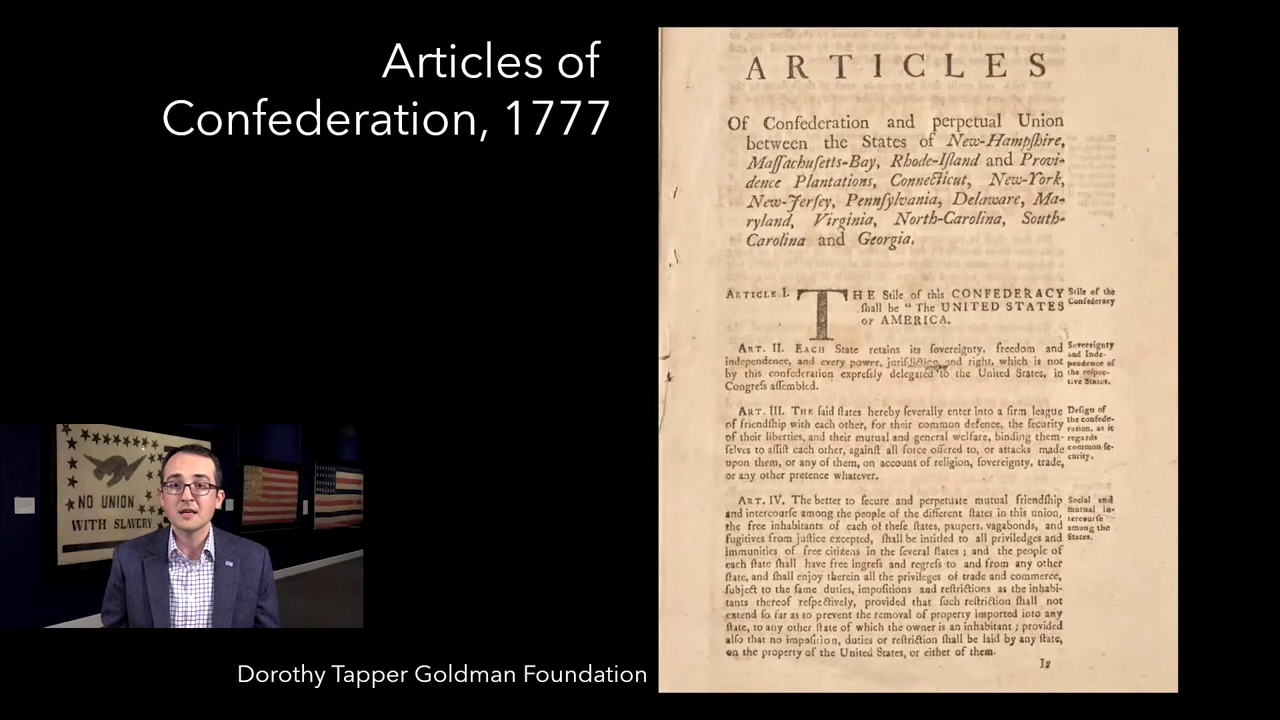 Articles of
Confederation, 1777
ARTICLES
Of Confederation and perpetual Union
between the States of New-Hampſhire,
Maſſachuſetts-Bay, Rhode-Iſland and Provi-
dence Plantations, Connecticut, New-York,
New-Jerſey, Pennſylvania, Delaware, Ma-
ryland, Virginia, North-Carolina, South-
Carolina and Georgia.
ARTICLE I. THE Stile of this CONFEDERACY
ſhall be "The UNITED STATES
OF AMERICA.
Stile of the
Confederacy
ART. II. EACH State retains its ſovereignty, freedom and
independence, and every power, juriſdiction and right, which is not
by this confederation expreſsly delegated to the United States, in
Congreſs aſſembled.
Sovereignty
and Inde-
pendence of
the reſpec-
tive States.
ART. III. THE ſaid ſtates hereby ſeverally enter into a firm league
of friendſhip with each other, for their common defence, the ſecurity
of their liberties, and their mutual and general welfare, binding them-
ſelves to aſſiſt each other, againſt all force offered to, or attacks made
upon them, or any of them, on account of religion, ſovereignty, trade,
or any other pretence whatever.
Deſign of
the confede-
ration, as it
regards
common ſe-
curity.
ART. IV. The better to ſecure and perpetuate mutual friendſhip
and intercourſe among the people of the different ſtates in this union,
the free inhabitants of each of theſe ſtates, paupers, vagabonds, and
fugitives from juſtice excepted, ſhall be intitled to all priviledges and
immunities of free citizens in the ſeveral ſtates ; and the people of
each ſtate ſhall have free ingreſs and regreſs to and from any other
ſtate, and ſhall enjoy therein all the privileges of trade and commerce,
ſubject to the ſame duties, impoſitions and reſtrictions as the inhabi-
tants thereof reſpectively, provided that ſuch reſtriction ſhall not
extend ſo far as to prevent the removal of property imported into any
ſtate, to any other ſtate of which the owner is an inhabitant ; provided
alſo that no impoſition, duties or reſtriction ſhall be laid by any ſtate,
on the property of the United States, or either of them.
Social and
mutual in-
tercourſe
among the
States.
NO UNION
WITH SLAVERY
Dorothy Tapper Goldman Foundation